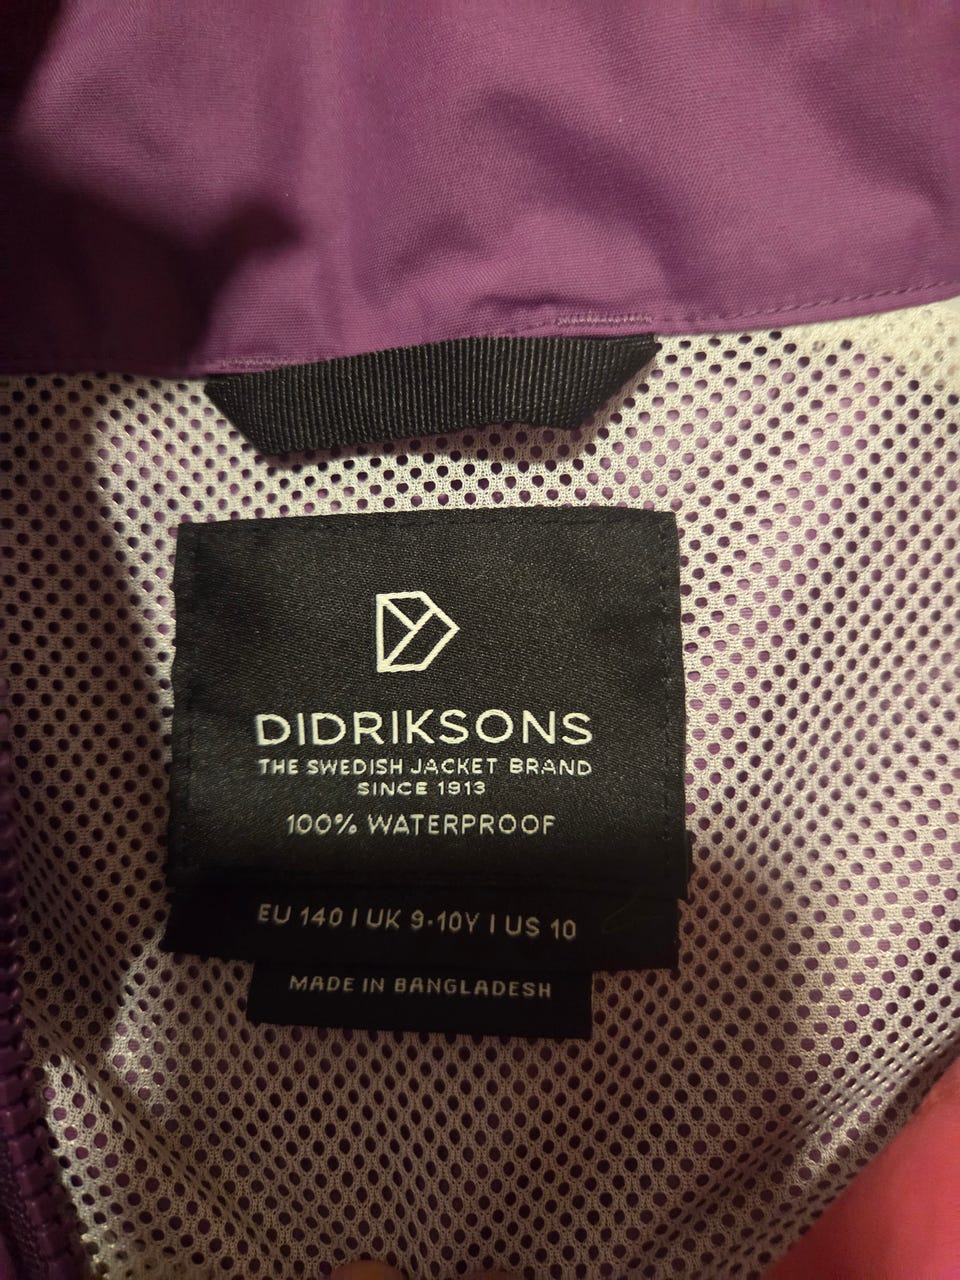 DIDRIKSONS
THE SWEDISH JACKET BRAND
SINCE 1913
100% WATERPROOF
EU 140 | UK 9-10Y | US 10
MADE IN BANGLADESH